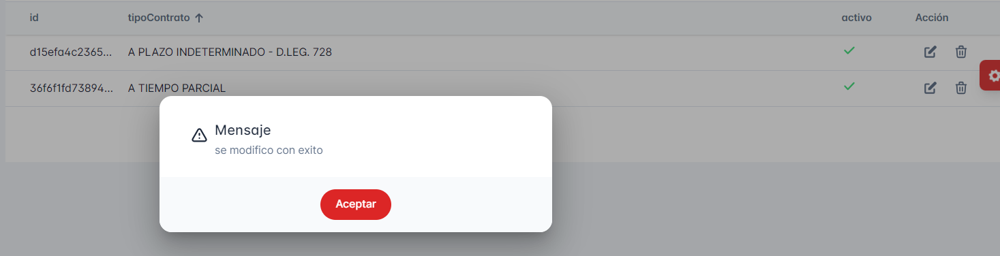 id tipoContrato activo Acción
d15efa4c2365... A PLAZO INDETERMINADO - D.LEG. 728
36f6f1fd73894... A TIEMPO PARCIAL
Mensaje
se modifico con exito
Aceptar